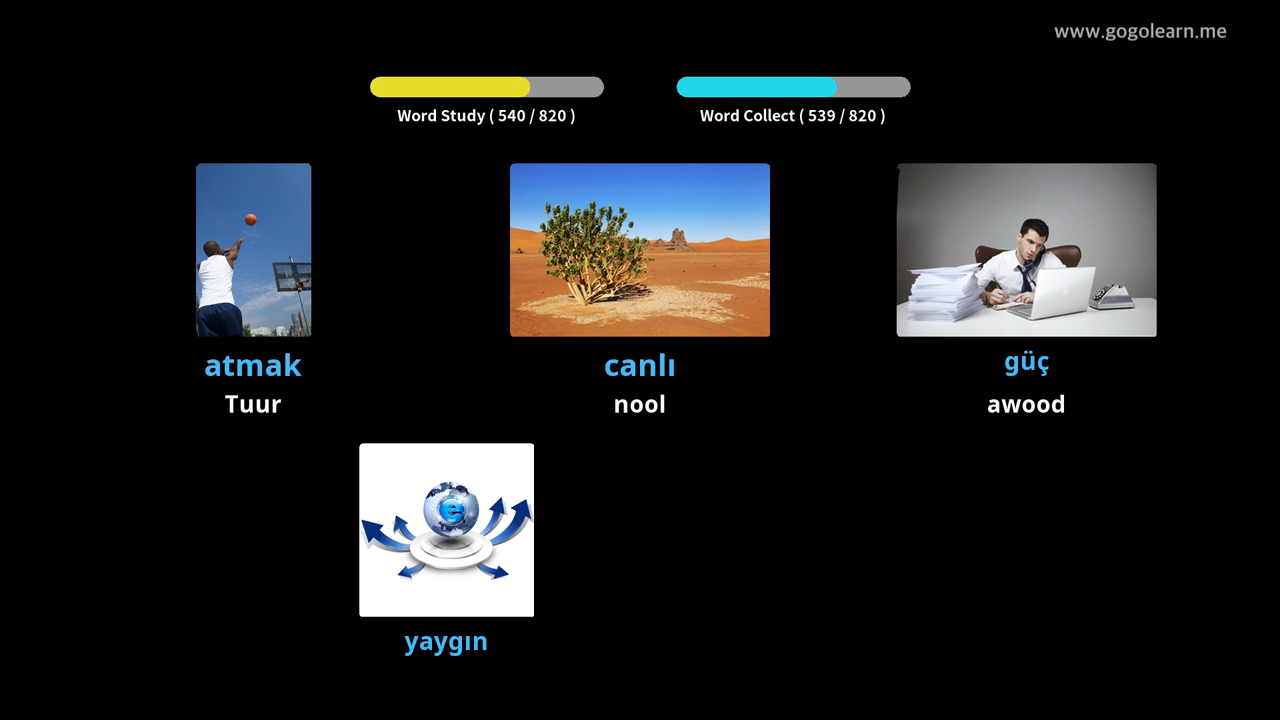 www.gogolearn.me
Word Study ( 540 / 820 )
Word Collect ( 539 / 820 )
atmak
Tuur
canlı
nool
güç
awood
e
yaygın